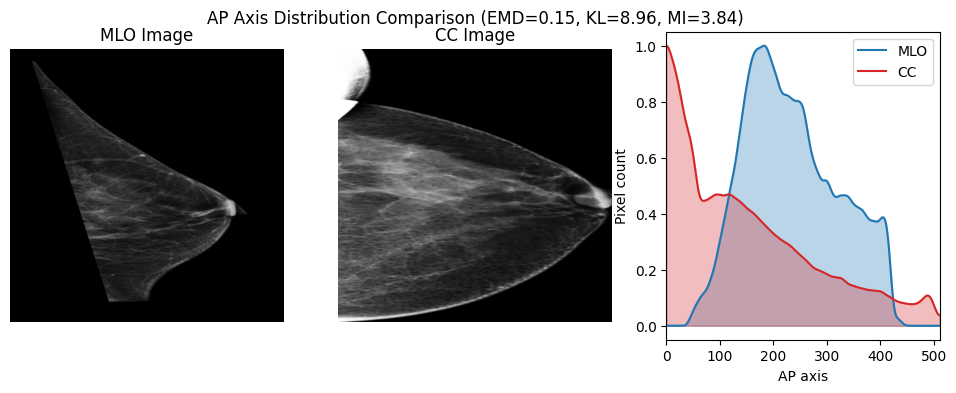 AP Axis Distribution Comparison (EMD=0.15, KL=8.96, MI=3.84)
MLO Image
CC Image
MLO
CC
1.0
0.8
0.6
0.4
0.2
0.0
Pixel count
0 100 200 300 400 500
AP axis